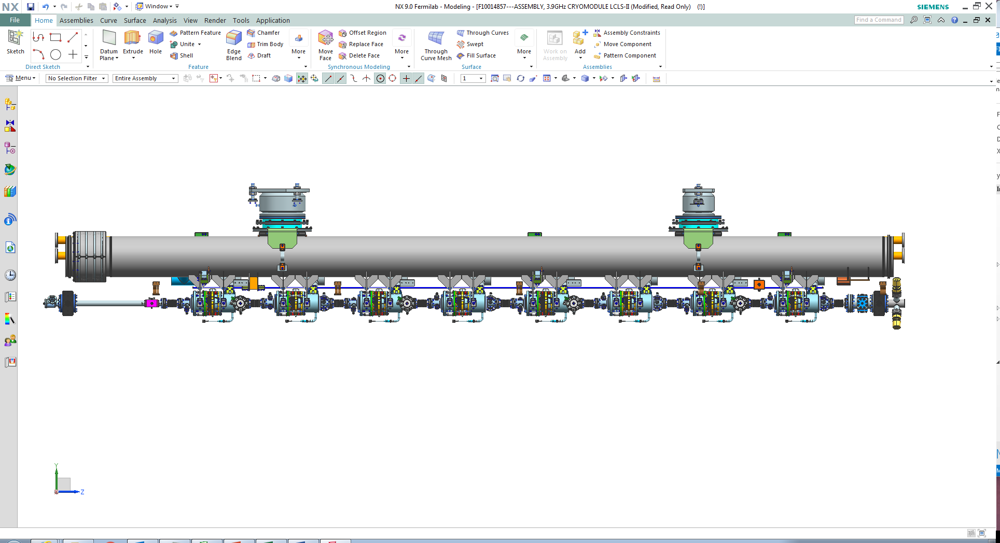 NX
Window
NX 9.0 Fermilab - Modeling - [F10014857---ASSEMBLY, 3.9GHz CRYOMODULE LCLS-II (Modified, Read Only) (!)]
SIEMENS
File Home Assemblies Curve Surface Analysis View Render Tools Application
Find a Command
Sketch
Direct Sketch
Datum Plane
Extrude
Hole
Pattern Feature
Unite
Shell
Edge Blend
Chamfer
Trim Body
Draft
More
Feature
Move Face
Offset Region
Replace Face
Delete Face
More
Synchronous Modeling
Through Curve Mesh
Through Curves
Swept
Fill Surface
More
Surface
Work on Assembly
Add
Assembly Constraints
Move Component
Pattern Component
Assemblies
Menu
No Selection Filter
Entire Assembly
1
Y
Z